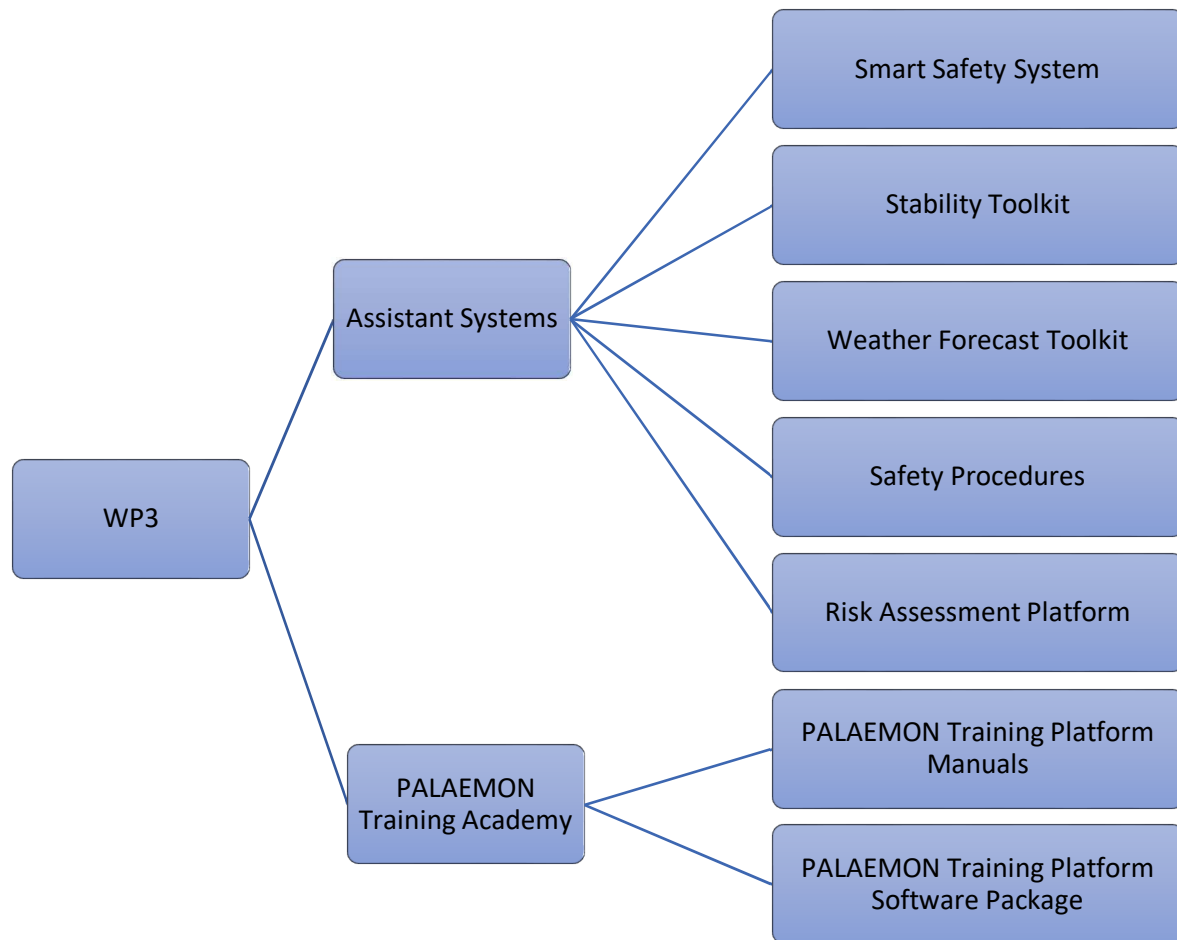 Smart Safety System
Stability Toolkit
Assistant Systems
Weather Forecast Toolkit
Safety Procedures
WP3
Risk Assessment Platform
PALAEMON Training Platform
Manuals
PALAEMON
Training Academy
PALAEMON Training Platform
Software Package